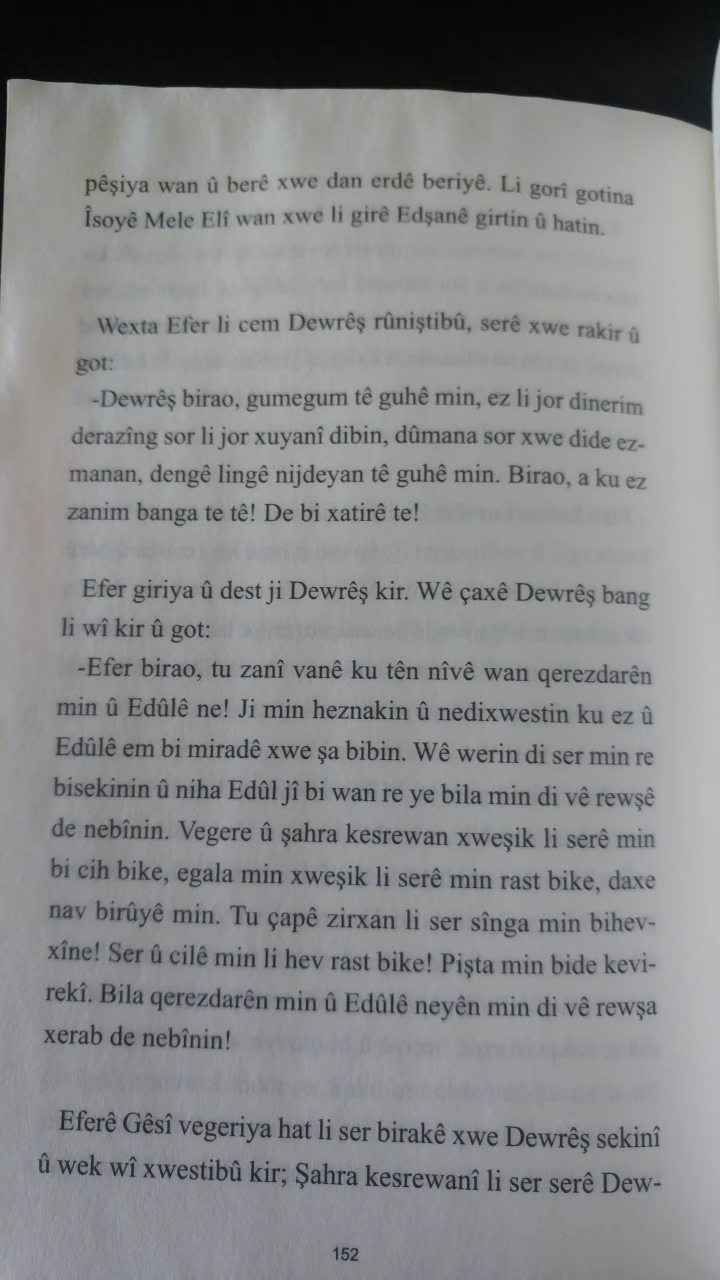 pêşiya wan û berê xwe dan erdê beriyê. Li gorî gotina
Îsoyê Mele Elî wan xwe li girê Edşanê girtin û hatin.
Wexta Efer li cem Dewrêş rûniştibû, serê xwe rakir û
got:
-Dewrêş birao, gumegum tê guhê min, ez li jor dinerim
derazîng sor li jor xuyanî dibin, dûmana sor xwe dide ez-
manan, dengê lingê nijdeyan tê guhê min. Birao, a ku ez
zanim banga te tê! De bi xatirê te!
Efer giriya û dest ji Dewrêş kir. Wê çaxê Dewrêş bang
li wî kir û got:
-Efer birao, tu zanî vanê ku tên nîvê wan qerezdarên
min û Edûlê ne! Ji min heznakin û nedixwestin ku ez û
Edûlê em bi miradê xwe şa bibin. Wê werin di ser min re
bisekinin û niha Edûl jî bi wan re ye bila min di vê rewşê
de nebînin. Vegere û şahra kesrewan xweşik li serê min
bi cih bike, egala min xweşik li serê min rast bike, daxe
nav birûyê min. Tu çapê zirxan li ser sînga min bihev-
xîne! Ser û cilê min li hev rast bike! Pişta min bide kevi-
rekî. Bila qerezdarên min û Edûlê neyên min di vê rewşa
xerab de nebînin!
Eferê Gêsî vegeriya hat li ser birakê xwe Dewrêş sekinî
û wek wî xwestibû kir; Şahra kesrewanî li ser serê Dew-
152